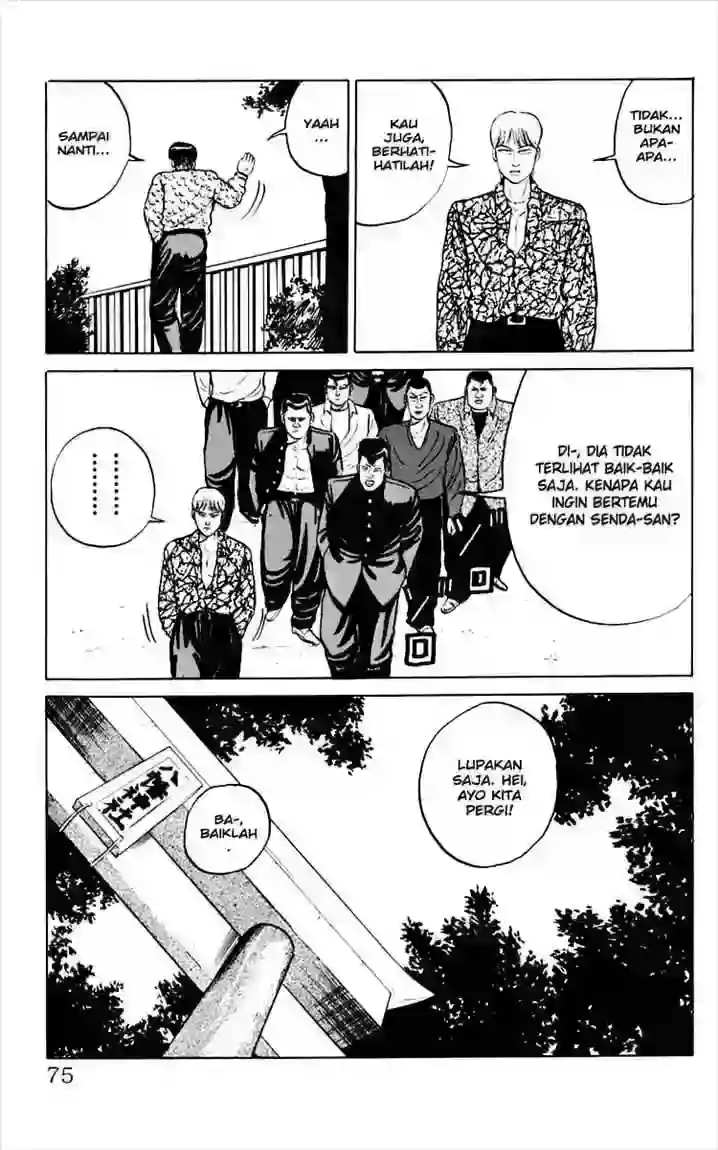 TIDAK...
BUKAN
APA-
APA...
KAU
JUGA,
BERHATI-
HATILAH!
YAAH
...
SAMPAI
NANTI...
DI-, DIA TIDAK
TERLIHAT BAIK-BAIK
SAJA. KENAPA KAU
INGIN BERTEMU
DENGAN SENDA-SAN?
LUPAKAN
SAJA. HEI,
AYO KITA
PERGI!
BA-,
BAIKLAH
75